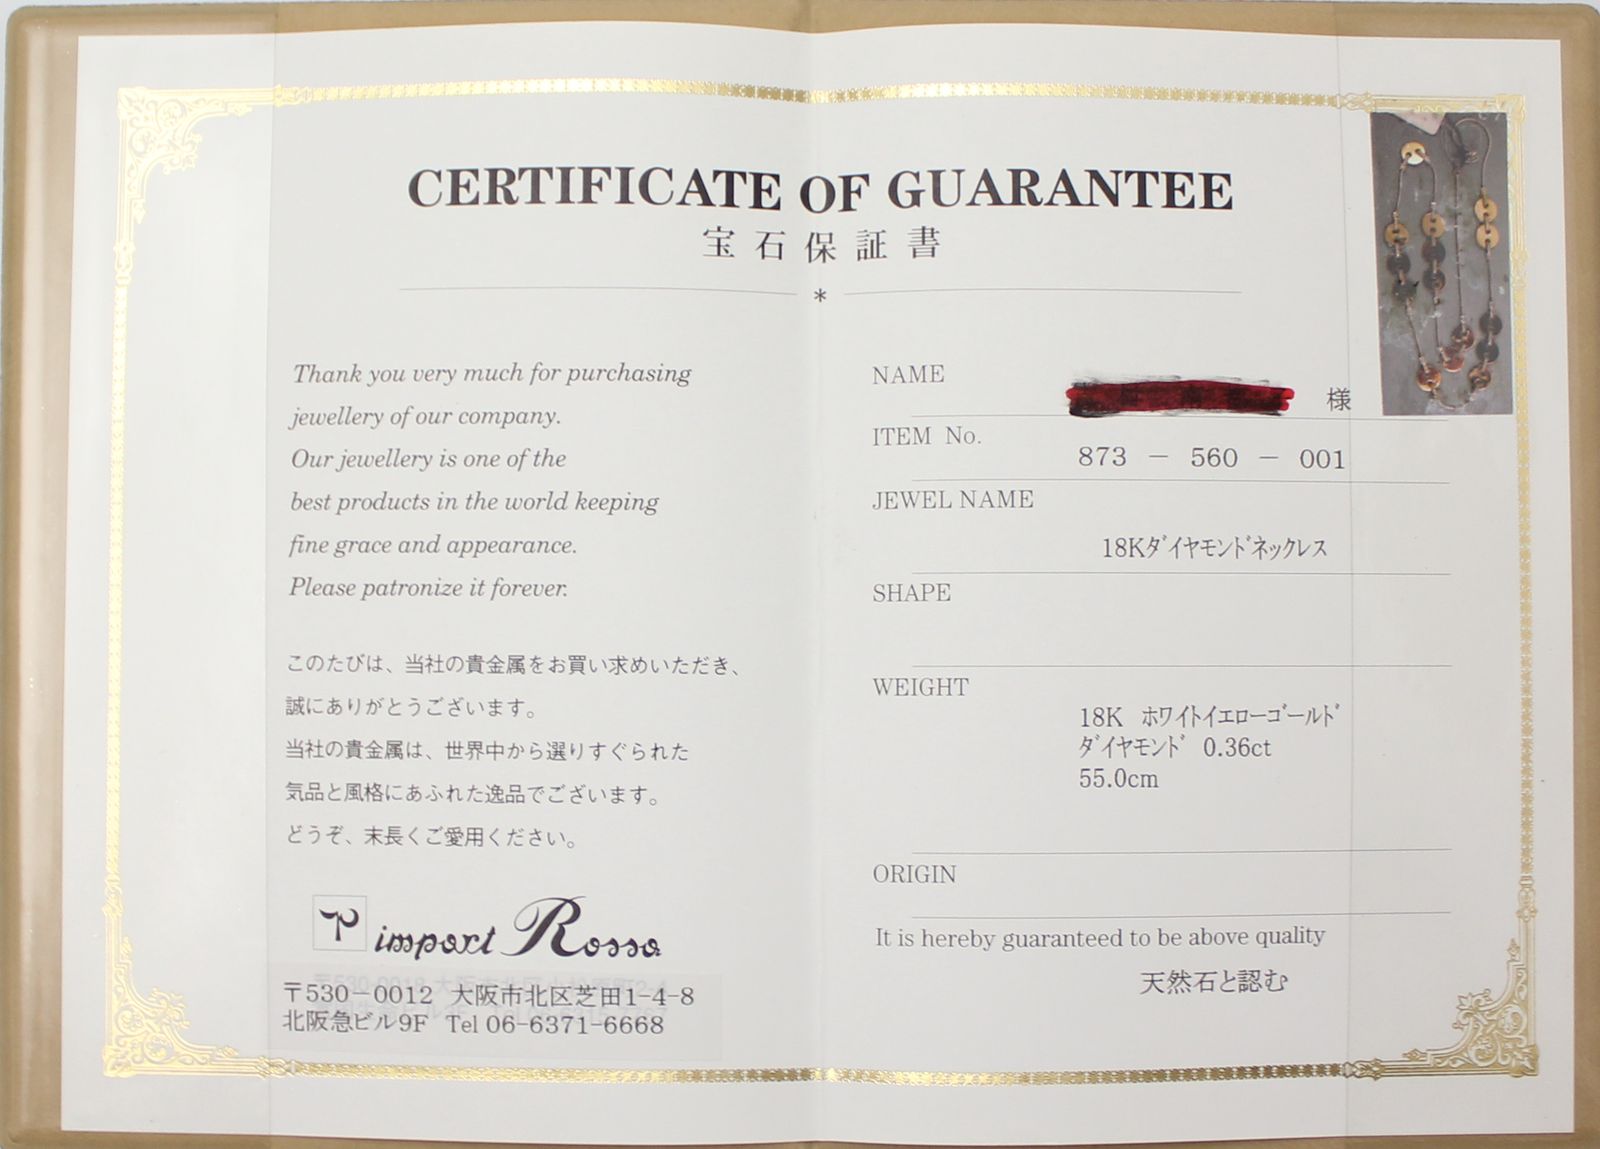 CERTIFICATE OF GUARANTEE
宝石保証書
*
Thank you very much for purchasing
jewellery of our company.
Our jewellery is one of the
best products in the world keeping
fine grace and appearance.
Please patronize it forever.
このたびは、当社の貴金属をお買い求めいただき、
誠にありがとうございます。
当社の貴金属は、世界中から選りすぐられた
気品と風格にあふれた逸品でございます。
どうぞ、末長くご愛用ください。
import Rosso
〒530-0012 大阪市北区芝田1-4-8
北阪急ビル9F Tel 06-6371-6668
NAME
様
ITEM No.
873 - 560 - 001
JEWEL NAME
18Kﾀﾞｲﾔﾓﾝﾄﾞﾈｯｸﾚｽ
SHAPE
WEIGHT
18K ﾎﾜｲﾄｲｴﾛｰｺﾞｰﾙﾄﾞ
ﾀﾞｲﾔﾓﾝﾄﾞ 0.36ct
55.0cm
ORIGIN
It is hereby guaranteed to be above quality
天然石と認む